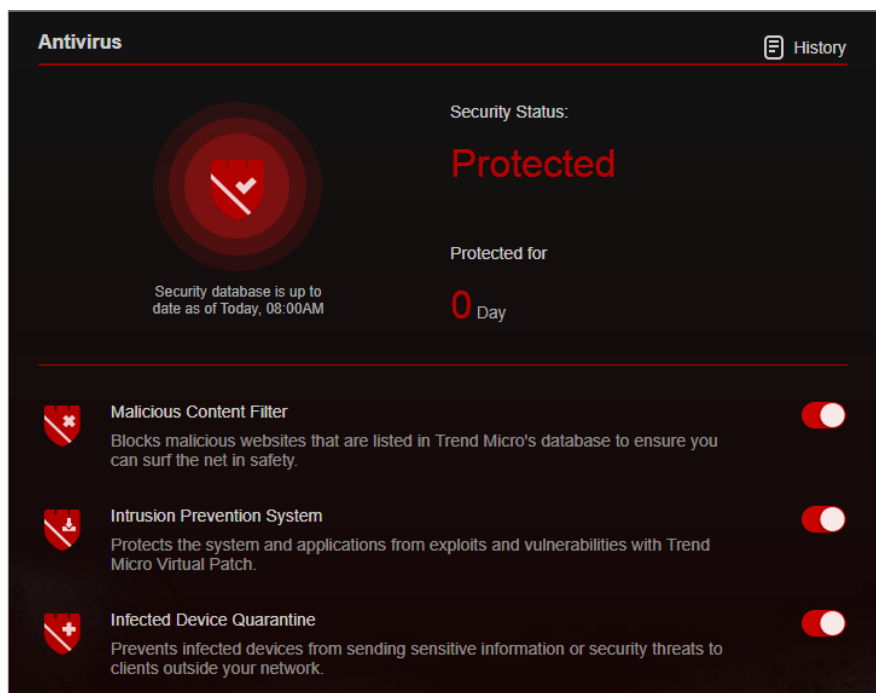 Antivirus
History
Security Status:
Protected
Protected for
0 Day
Security database is up to
date as of Today, 08:00AM
Malicious Content Filter
Blocks malicious websites that are listed in Trend Micro's database to ensure you
can surf the net in safety.
Intrusion Prevention System
Protects the system and applications from exploits and vulnerabilities with Trend
Micro Virtual Patch.
Infected Device Quarantine
Prevents infected devices from sending sensitive information or security threats to
clients outside your network.